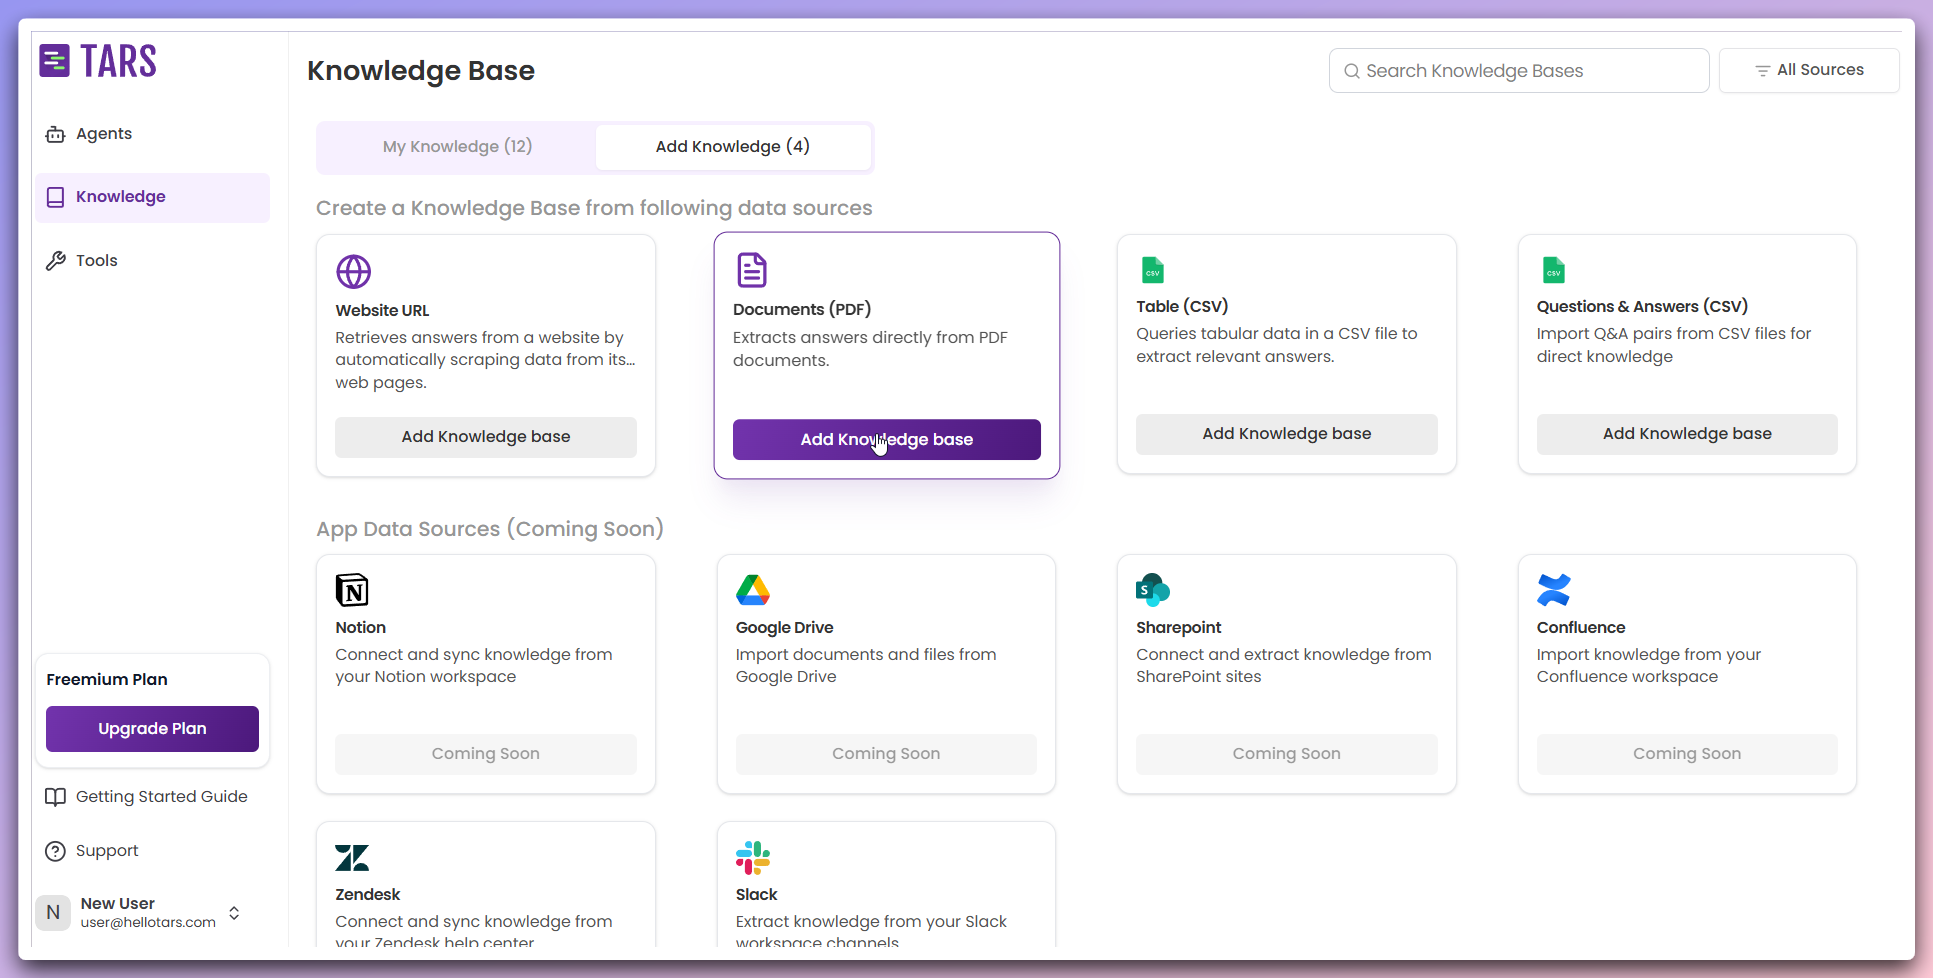 TARS
Agents
Knowledge
Tools
Freemium Plan
Upgrade Plan
Getting Started Guide
Support
N
New User
user@hellotars.com
Knowledge Base
Search Knowledge Bases
All Sources
My Knowledge (12)
Add Knowledge (4)
Create a Knowledge Base from following data sources
Website URL
Retrieves answers from a website by
automatically scraping data from its...
web pages.
Add Knowledge base
Documents (PDF)
Extracts answers directly from PDF
documents.
Add Knowledge base
CSV
Table (CSV)
Queries tabular data in a CSV file to
extract relevant answers.
Add Knowledge base
CSV
Questions & Answers (CSV)
Import Q&A pairs from CSV files for
direct knowledge
Add Knowledge base
App Data Sources (Coming Soon)
N
Notion
Connect and sync knowledge from
your Notion workspace
Coming Soon
Google Drive
Import documents and files from
Google Drive
Coming Soon
S
Sharepoint
Connect and extract knowledge from
SharePoint sites
Coming Soon
Confluence
Import knowledge from your
Confluence workspace
Coming Soon
Zendesk
Connect and sync knowledge from
your Zendesk help center
Slack
Extract knowledge from your Slack
workspace channels